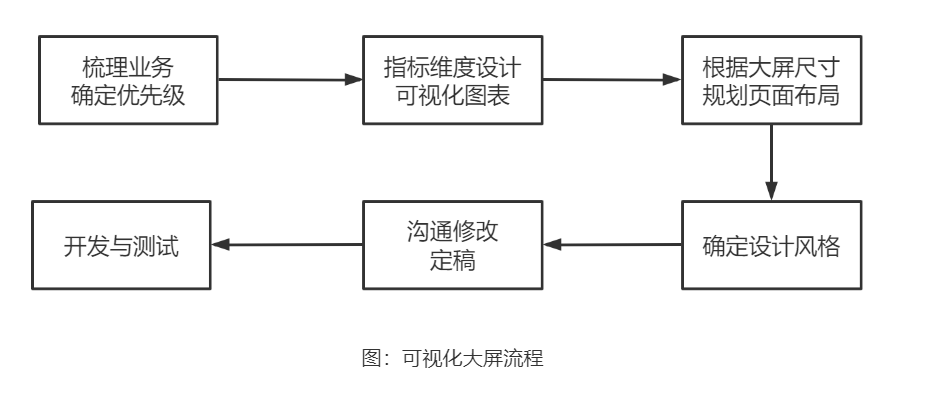 梳理业务
确定优先级
指标维度设计
可视化图表
根据大屏尺寸
规划页面布局
确定设计风格
沟通修改
定稿
开发与测试
图：可视化大屏流程